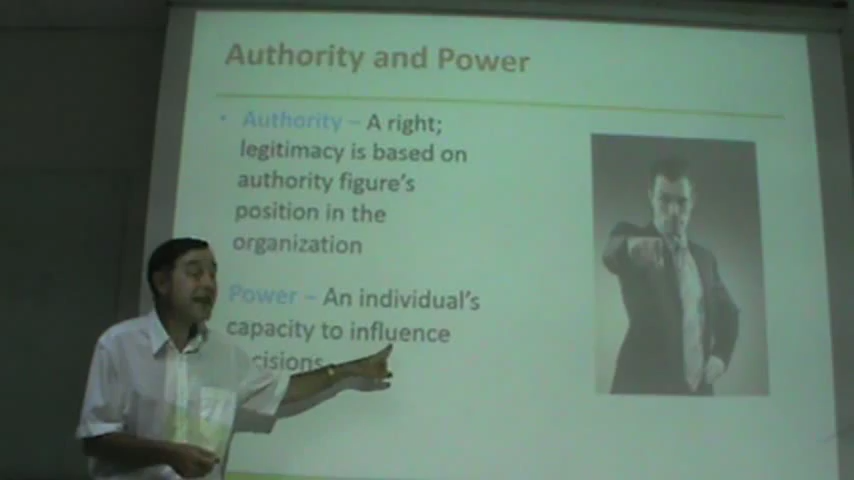 Authority and Power
• Authority – A right;
legitimacy is based on
authority figure's
position in the
organization
Power – An individual's
capacity to influence
cisions